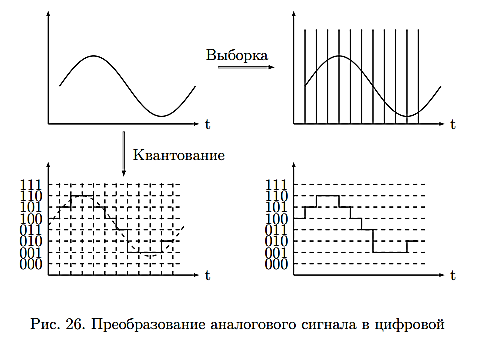 Выборка
t
t
Квантование
111
110
101
100
011
010
001
000
t
111
110
101
100
011
010
001
000
t
Рис. 26. Преобразование аналогового сигнала в цифровой